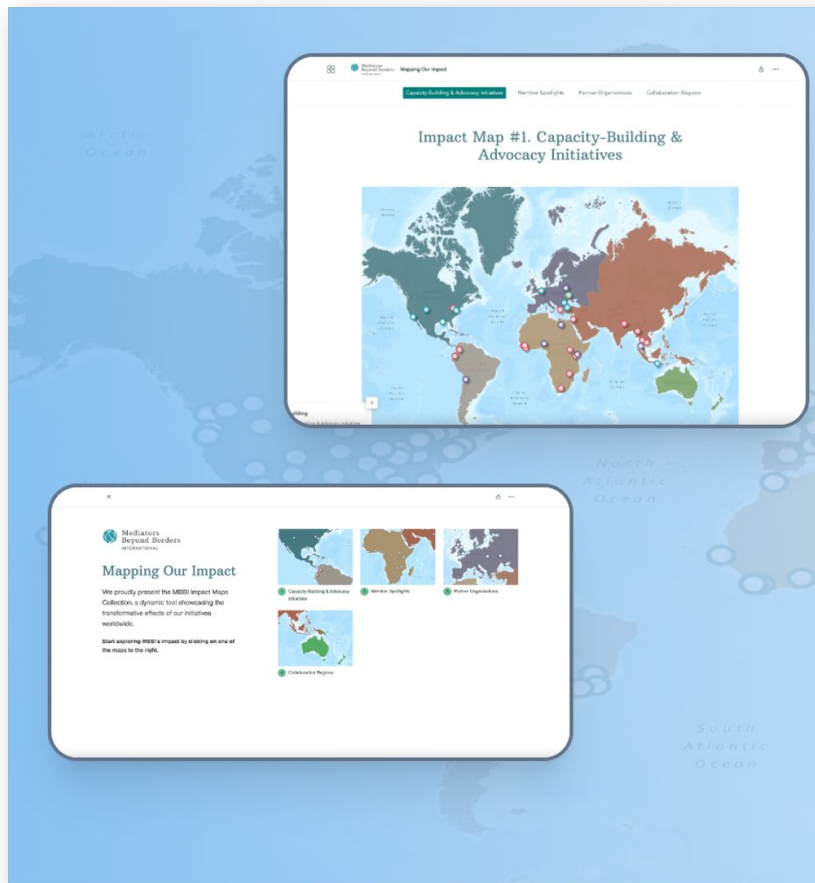 Mediators
Beyond Borders
Mapping Our Impact
Capacity-Building & Advocacy Initiatives
Member Spotlights
Partner Organizations
Collaboration Regions
Impact Map #1. Capacity-Building &
Advocacy Initiatives
Arctic
Ocean
North
Atlantic
Ocean
South
Atlantic
Ocean
Mediators
Beyond Borders
INTERNATIONAL
Mapping Our Impact
We proudly present the MBBI Impact Maps
Collection, a dynamic tool showcasing the
transformative effects of our initiatives
worldwide.
Start exploring MBBI's impact by clicking on one of
the maps to the right.
1 Capacity-Building & Advocacy
Initiatives
2 Member Spotlights
3 Partner Organizations
4 Collaboration Regions